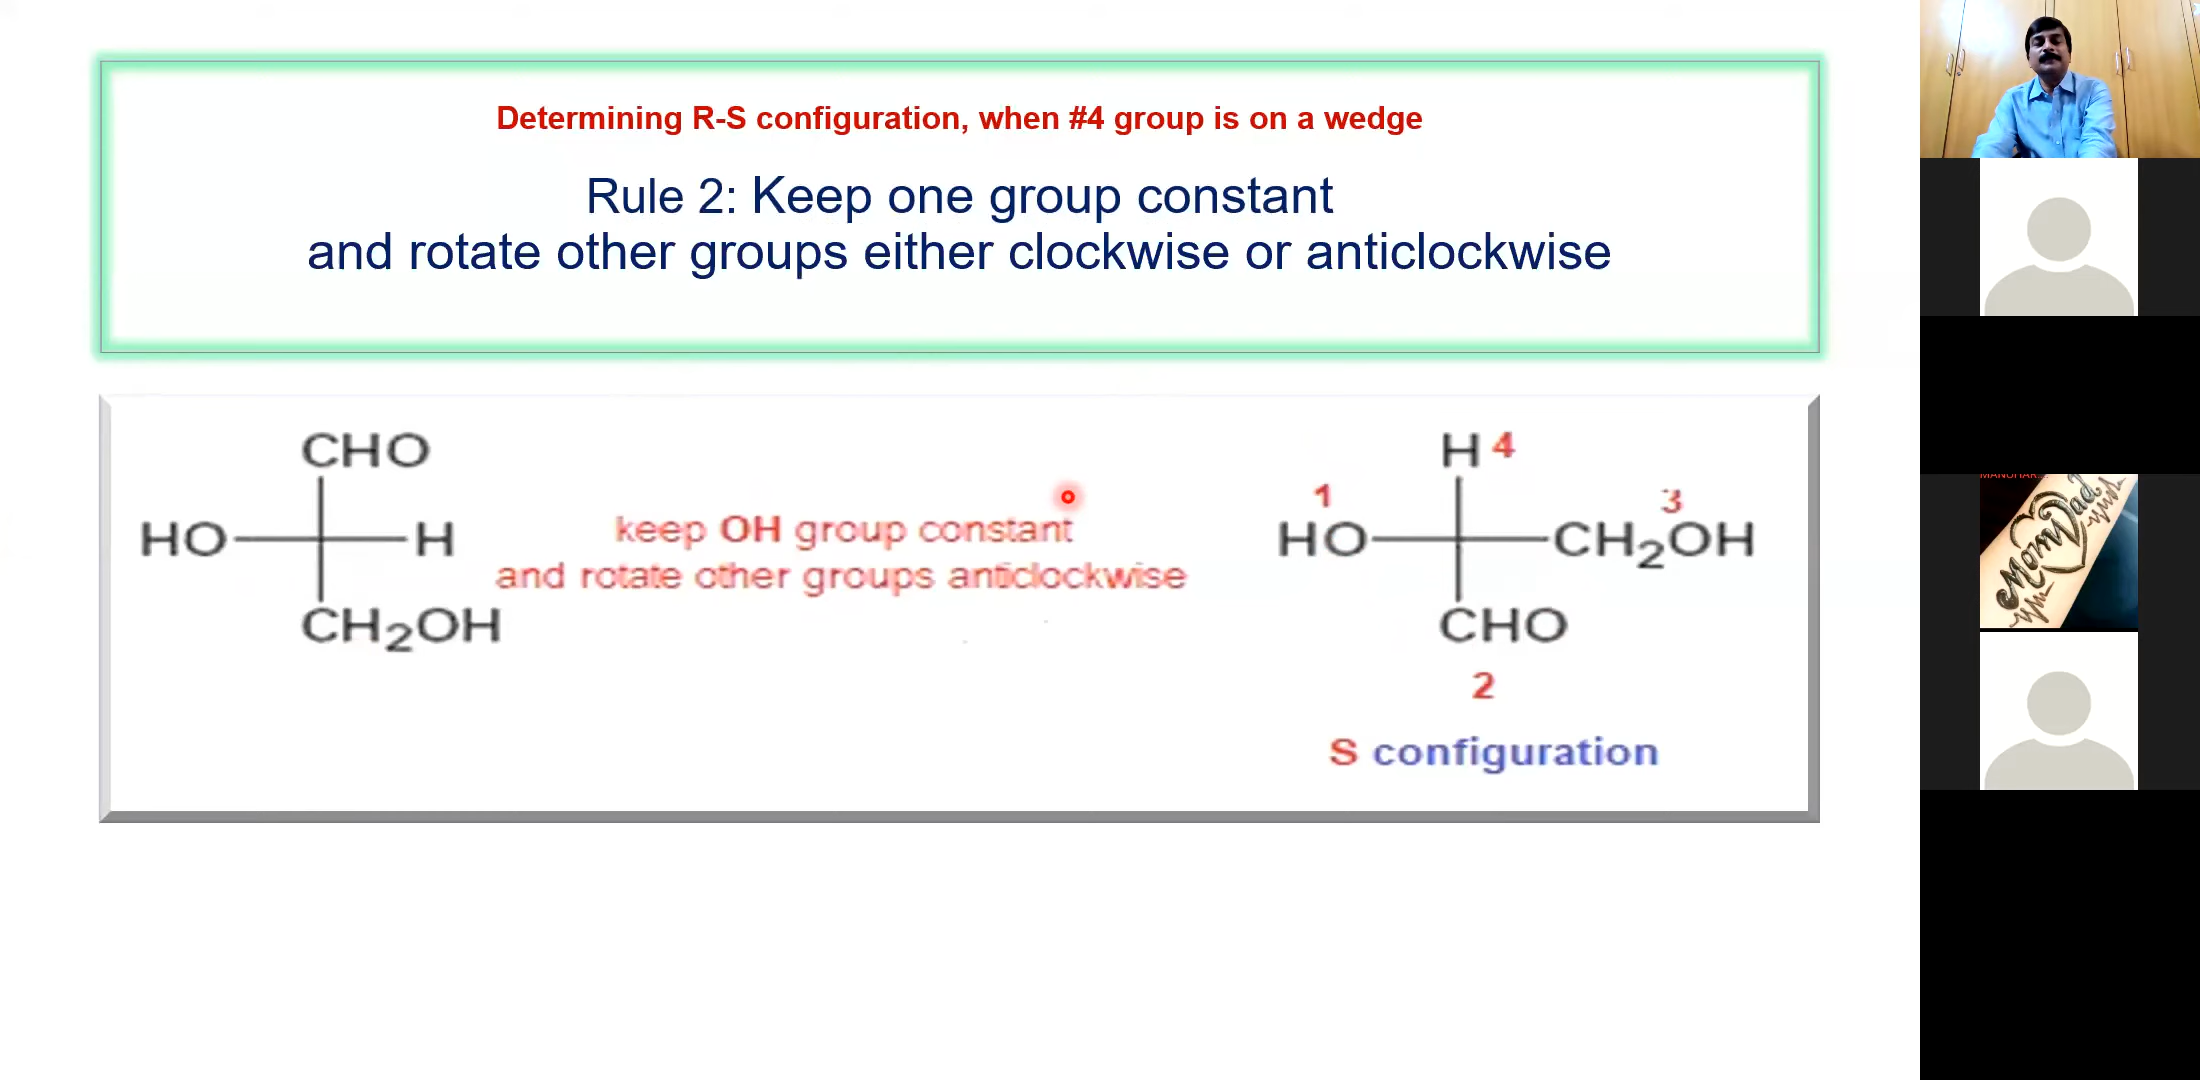 Determining R-S configuration, when #4 group is on a wedge
Rule 2: Keep one group constant
and rotate other groups either clockwise or anticlockwise
CHO
HO H
CH2OH
keep OH group constant
and rotate other groups anticlockwise
H 4
1
3
HO CH2OH
CHO
2
S configuration
Mom Dad